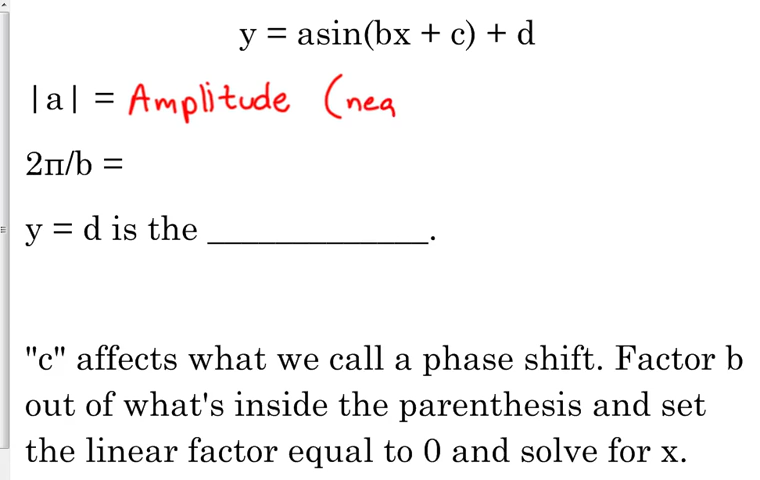 y = asin(bx + c) + d
|a| = Amplitude (neg
2π/b =
y = d is the _____________.
"c" affects what we call a phase shift. Factor b
out of what's inside the parenthesis and set
the linear factor equal to 0 and solve for x.